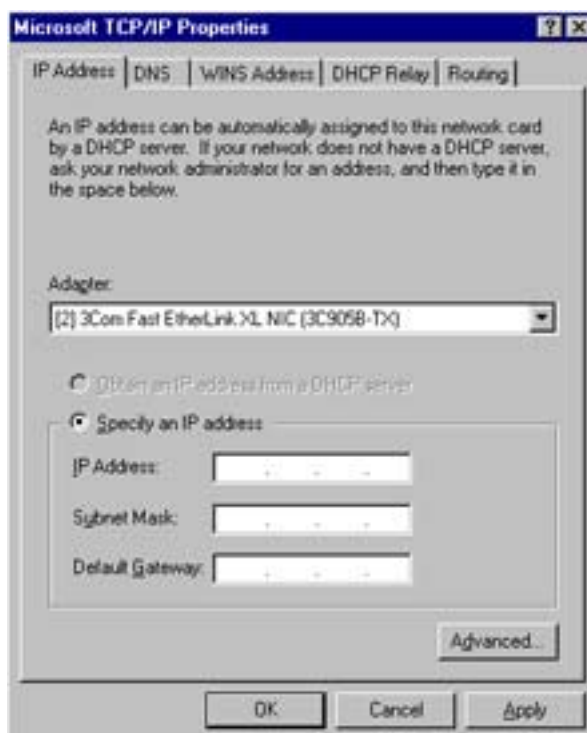 Microsoft TCP/IP Properties
IP Address DNS WINS Address DHCP Relay Routing
An IP address can be automatically assigned to this network card
by a DHCP server. If your network does not have a DHCP server,
ask your network administrator for an address, and then type it in
the space below.
Adapter:
[2] 3Com Fast EtherLink XL NIC (3C905B-TX)
Obtain an IP address from a DHCP server
Specify an IP address
IP Address:
Subnet Mask:
Default Gateway:
Advanced...
OK Cancel Apply